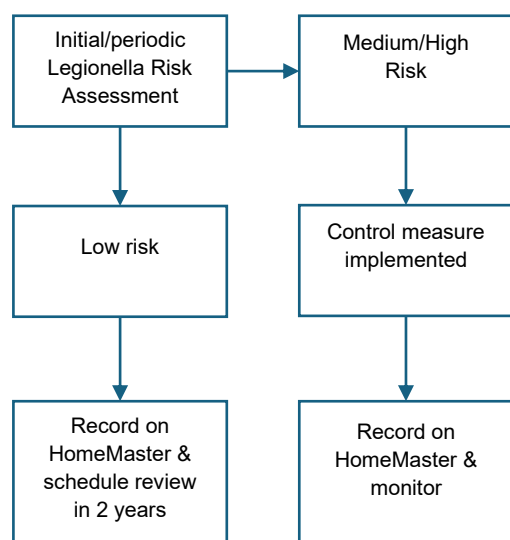 Initial/periodic
Legionella Risk
Assessment
Medium/High
Risk
Low risk
Control measure
implemented
Record on
HomeMaster &
schedule review
in 2 years
Record on
HomeMaster &
monitor